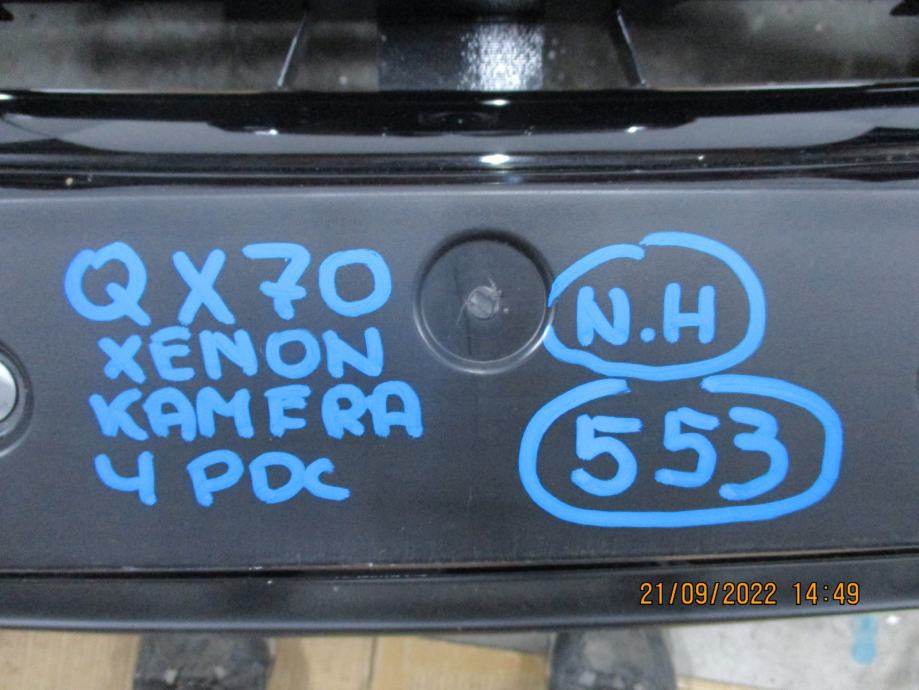 QX70
XENON
KAMERA
4 PDC
N.H
553
21/09/2022 14:49